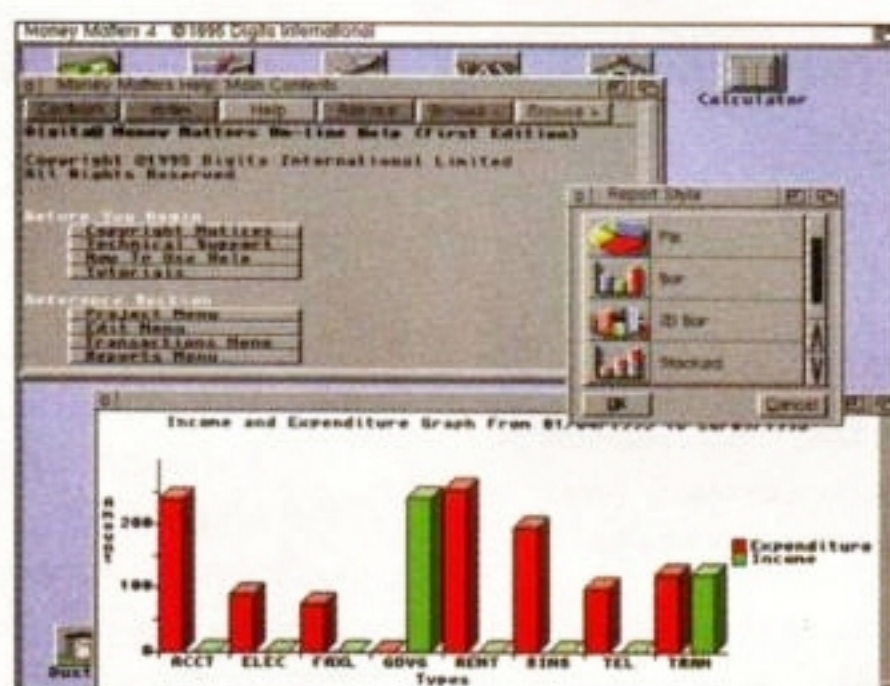 Money Matters 4 ©1995 Digita International
Calculator
Money Matters Help: Main Contents
Contents Index Help Retrace Browse < Browse >
Digita® Money Matters On-line Help (First Edition)
Copyright ©1995 Digita International Limited
All Rights Reserved
Before You Begin
Copyright Notices
Technical Support
How To Use Help
Tutorials
Reference Section
Project Menu
Edit Menu
Transactions Menu
Reports Menu
Report Style
Pie
Bar
3D Bar
Stacked
OK Cancel
Income and Expenditure Graph From
Amount
200
100
0
ACCT ELEC FAXL GOVG RENT TEL TRAN
Types
Expenditure
Income
Dust